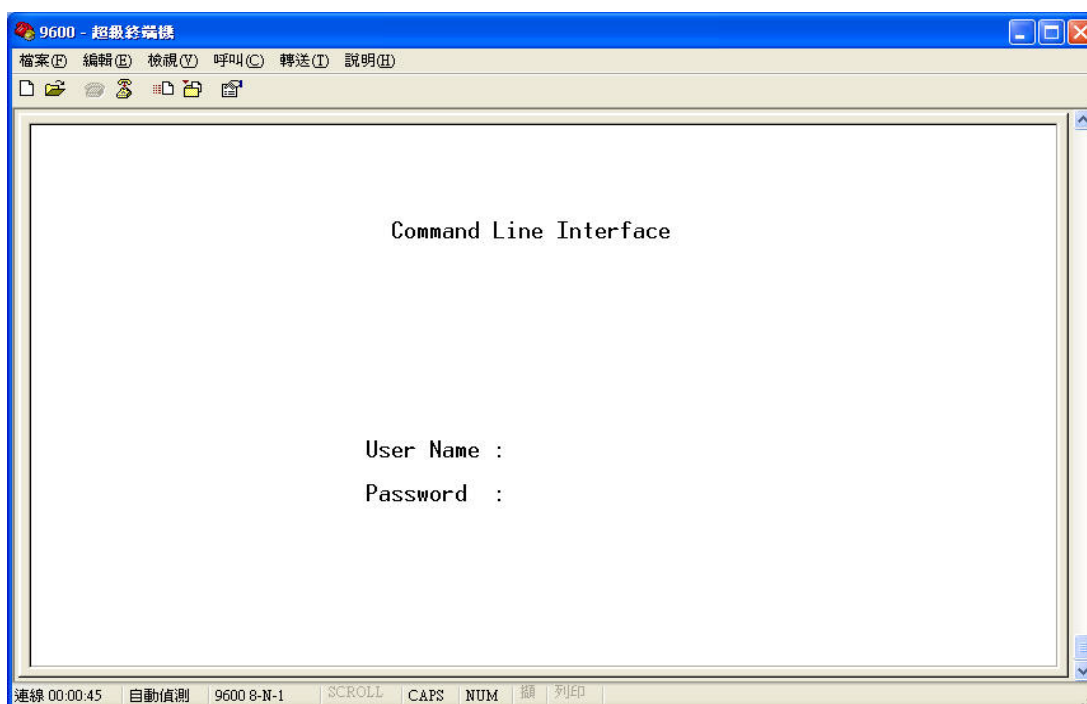 9600 - 超級終端機
檔案(F) 編輯(E) 檢視(V) 呼叫(C) 轉送(T) 說明(H)
Command Line Interface
User Name :
Password :
連線 00:00:45 自動偵測 9600 8-N-1 SCROLL CAPS NUM 擷 列印